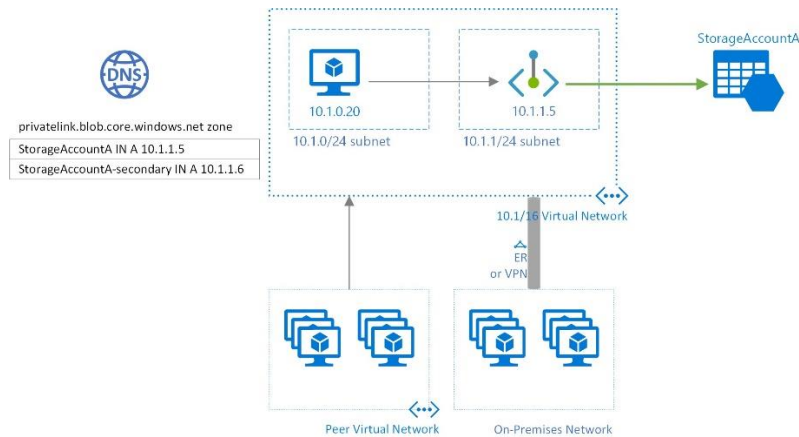 StorageAccountA
DNS
10.1.0.20
10.1.1.5
privatelink.blob.core.windows.net zone
StorageAccountA IN A 10.1.1.5
StorageAccountA-secondary IN A 10.1.1.6
10.1.0/24 subnet
10.1.1/24 subnet
10.1/16 Virtual Network
ER
or VPN
Peer Virtual Network
On-Premises Network